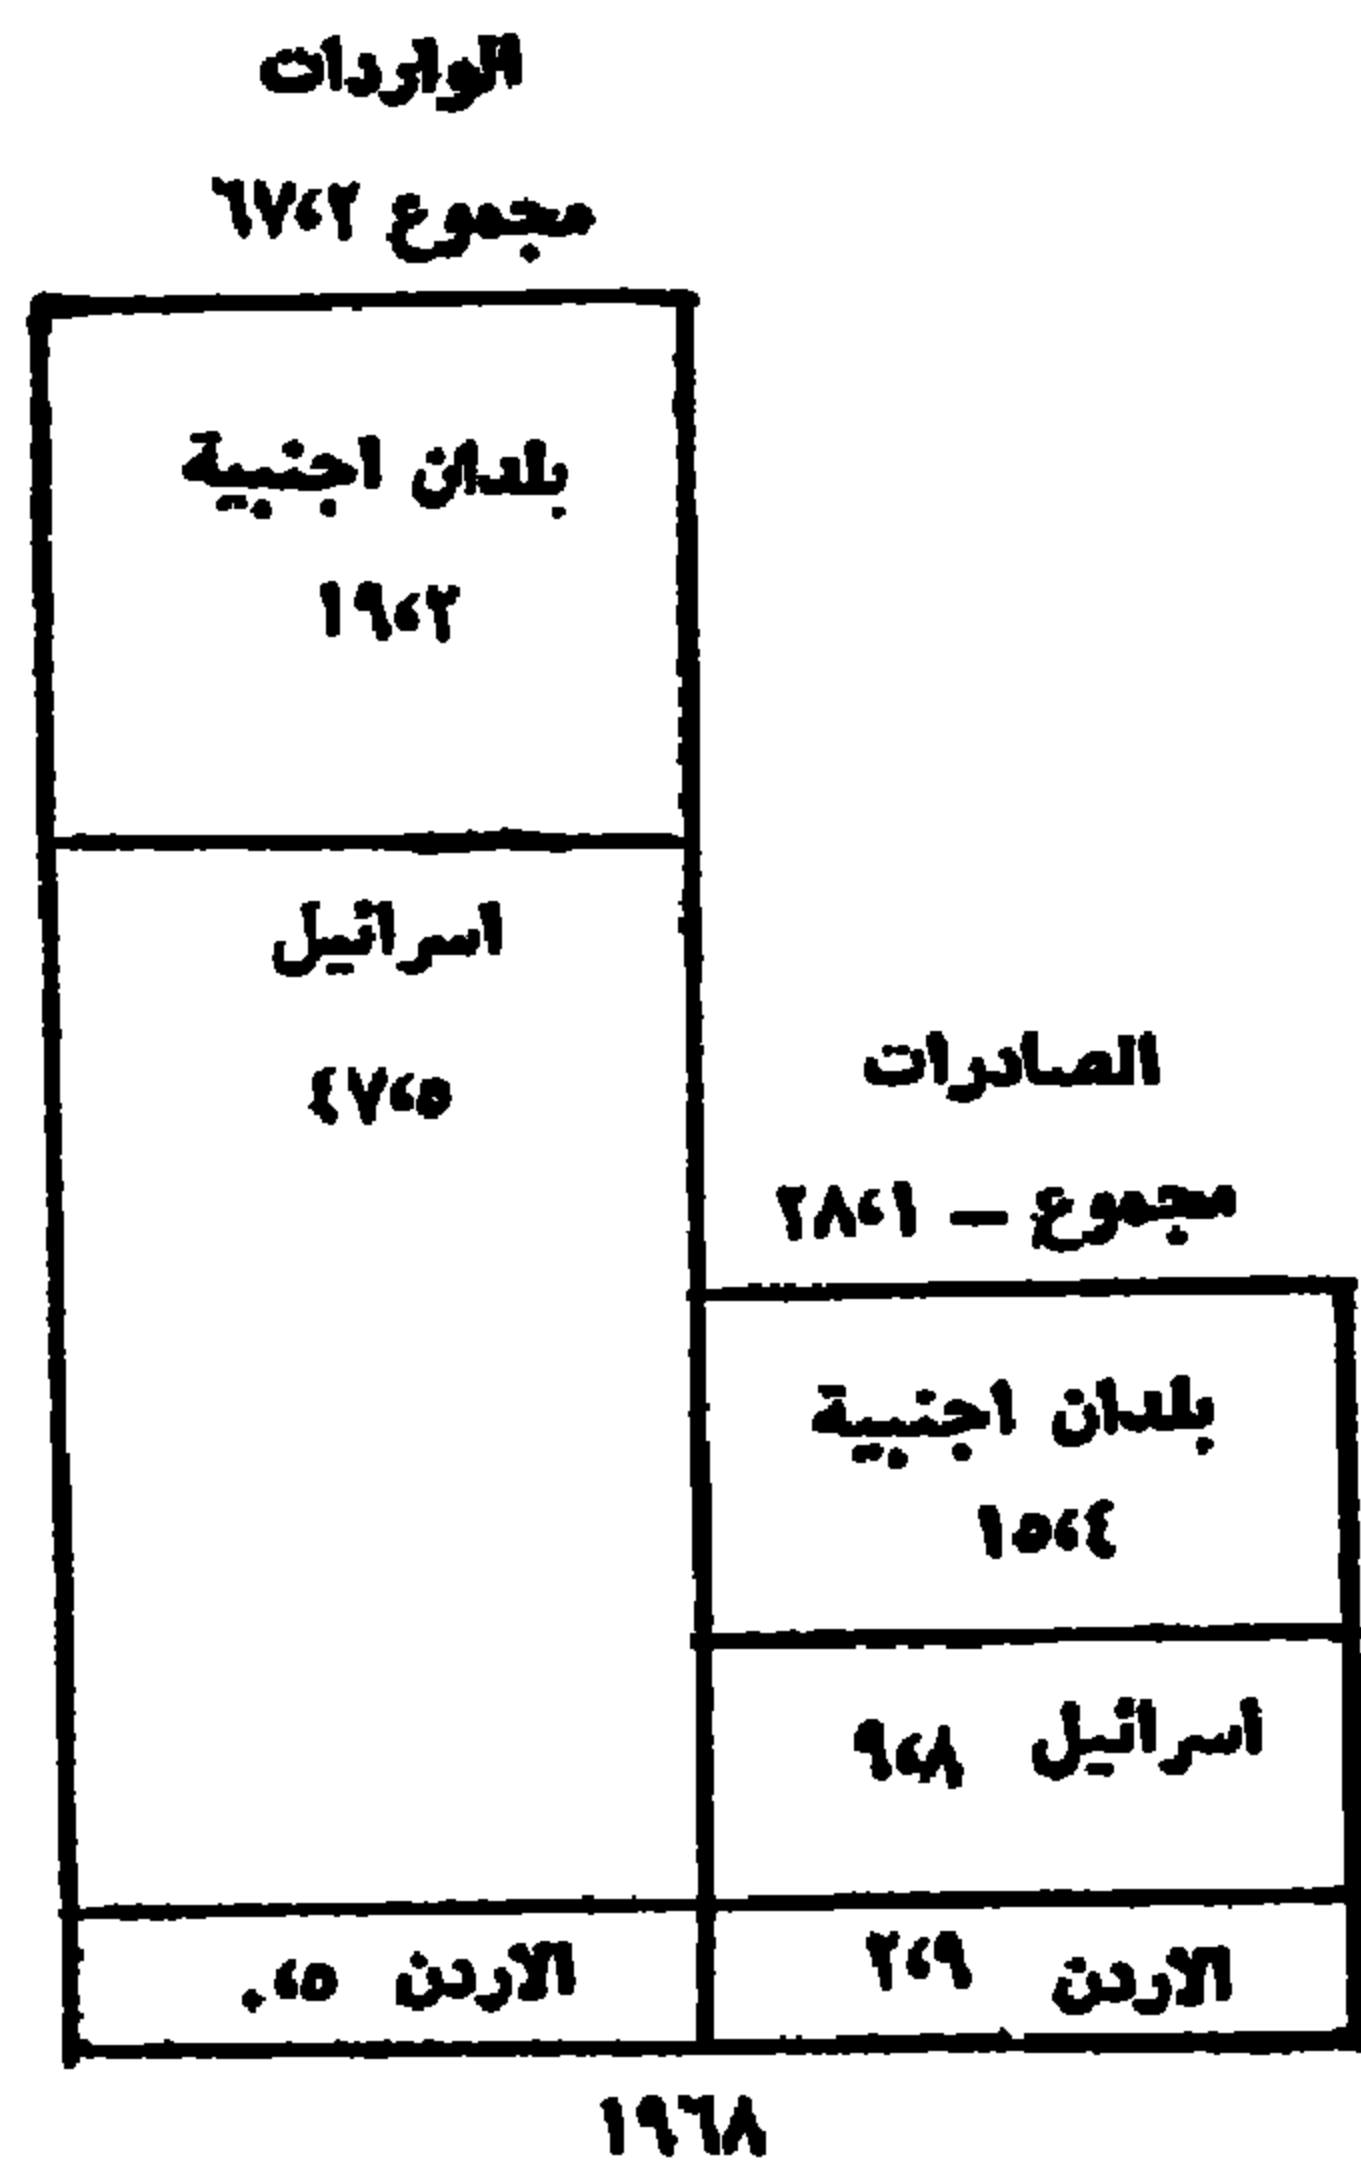 الواردات
مجموع ٦٧،٢
بلدان اجنبية
١٩،٢
اسرائيل
٤٧،٥
الاردن ٠،٥
الصادرات
مجموع – ٢٨،١
بلدان اجنبية
١٥،٤
اسرائيل ٩،٨
الاردن ٢،٩
١٩٦٨